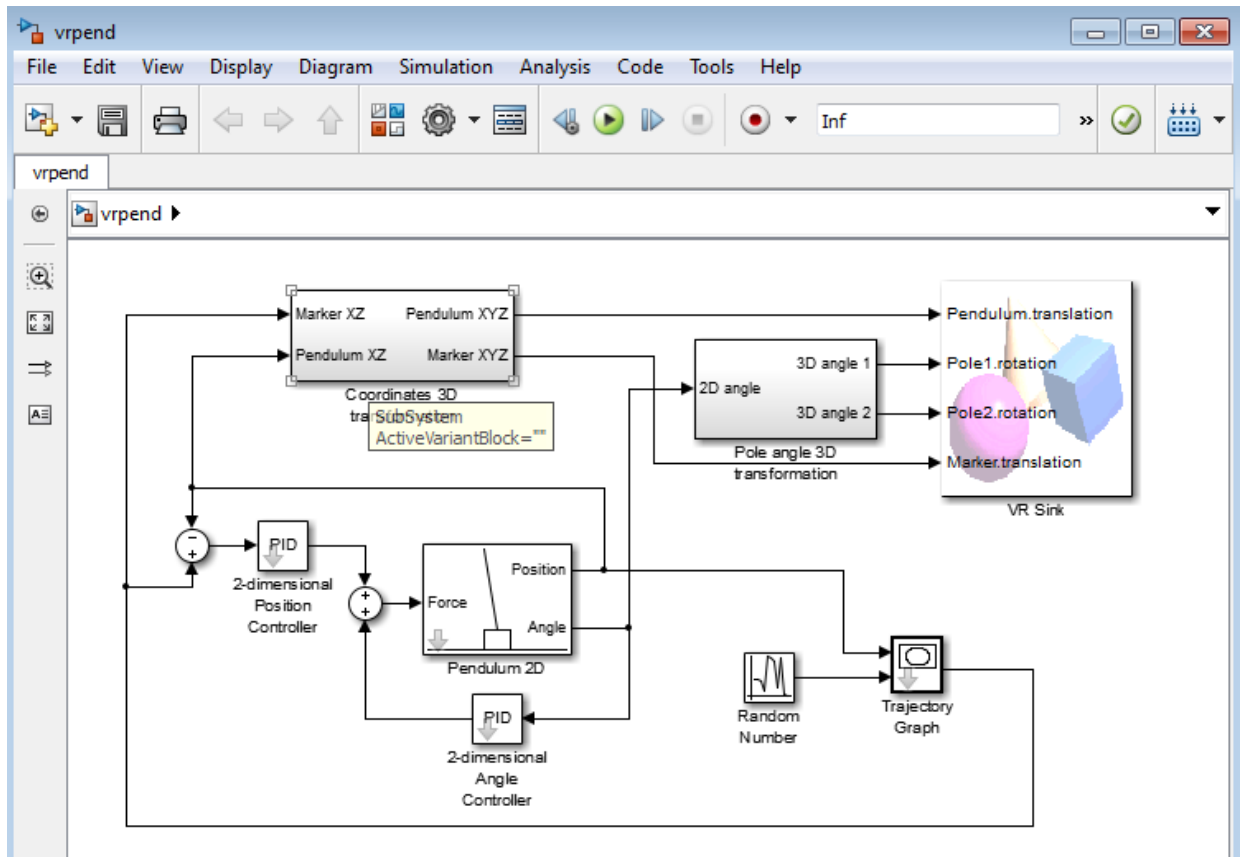 vrpend
File Edit View Display Diagram Simulation Analysis Code Tools Help
Inf
»
vrpend
vrpend
Marker XZ Pendulum XYZ
Pendulum XZ Marker XYZ
Coordinates 3D
SubSystem
ActiveVariantBlock=""
2D angle
3D angle 1
3D angle 2
Pole angle 3D
transformation
Pendulum.translation
Pole1.rotation
Pole2.rotation
Marker.translation
VR Sink
−
+
PID
2-dimensional
Position
Controller
+
+
Force
Position
Angle
Pendulum 2D
PID
2-dimensional
Angle
Controller
Random
Number
Trajectory
Graph